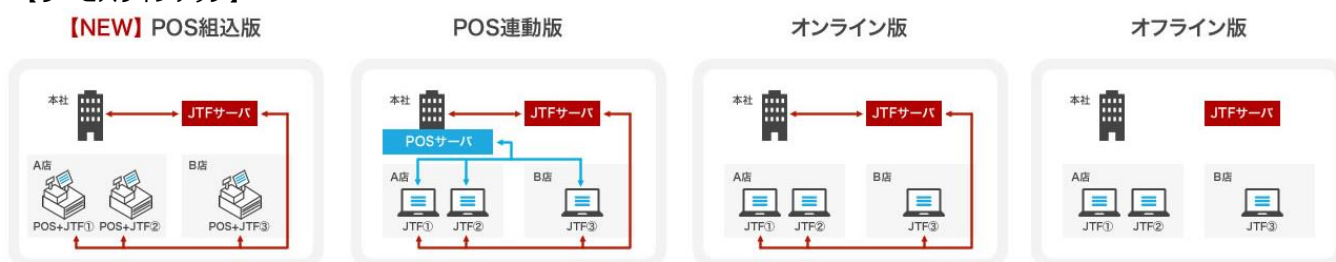 【NEW】POS組込版
本社
JTFサーバ
A店
B店
POS+JTF① POS+JTF②
POS+JTF③
POS連動版
本社
JTFサーバ
POSサーバ
A店
B店
JTF①
JTF②
JTF③
オンライン版
本社
JTFサーバ
A店
B店
JTF①
JTF②
JTF③
オフライン版
本社
JTFサーバ
A店
B店
JTF①
JTF②
JTF③